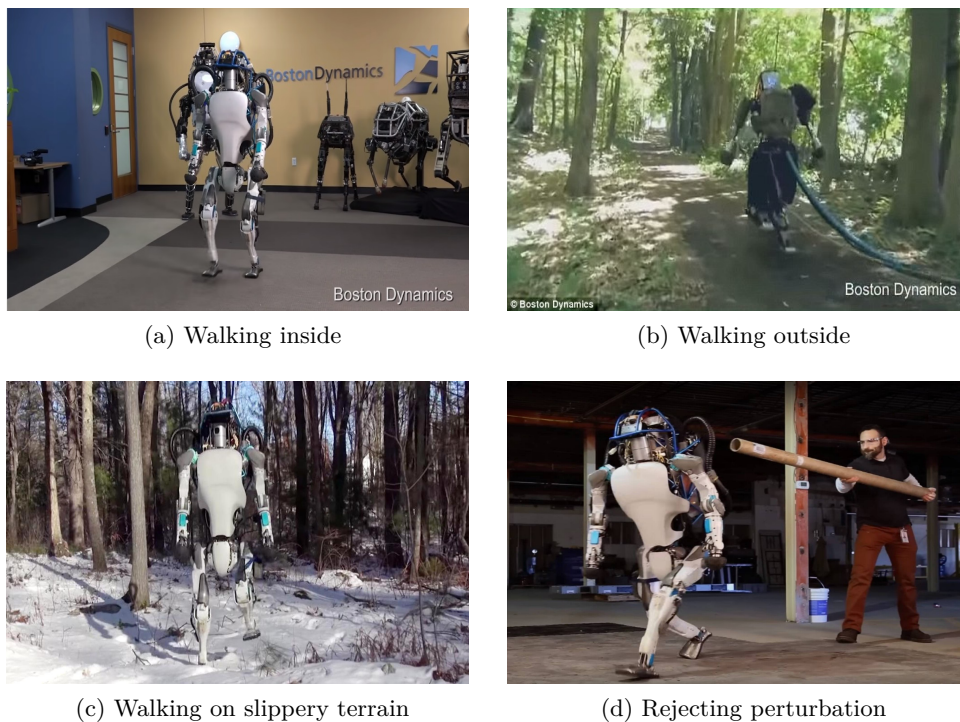 BostonDynamics
Boston Dynamics
Boston Dynamics
© Boston Dynamics
(a) Walking inside
(b) Walking outside
(c) Walking on slippery terrain
(d) Rejecting perturbation